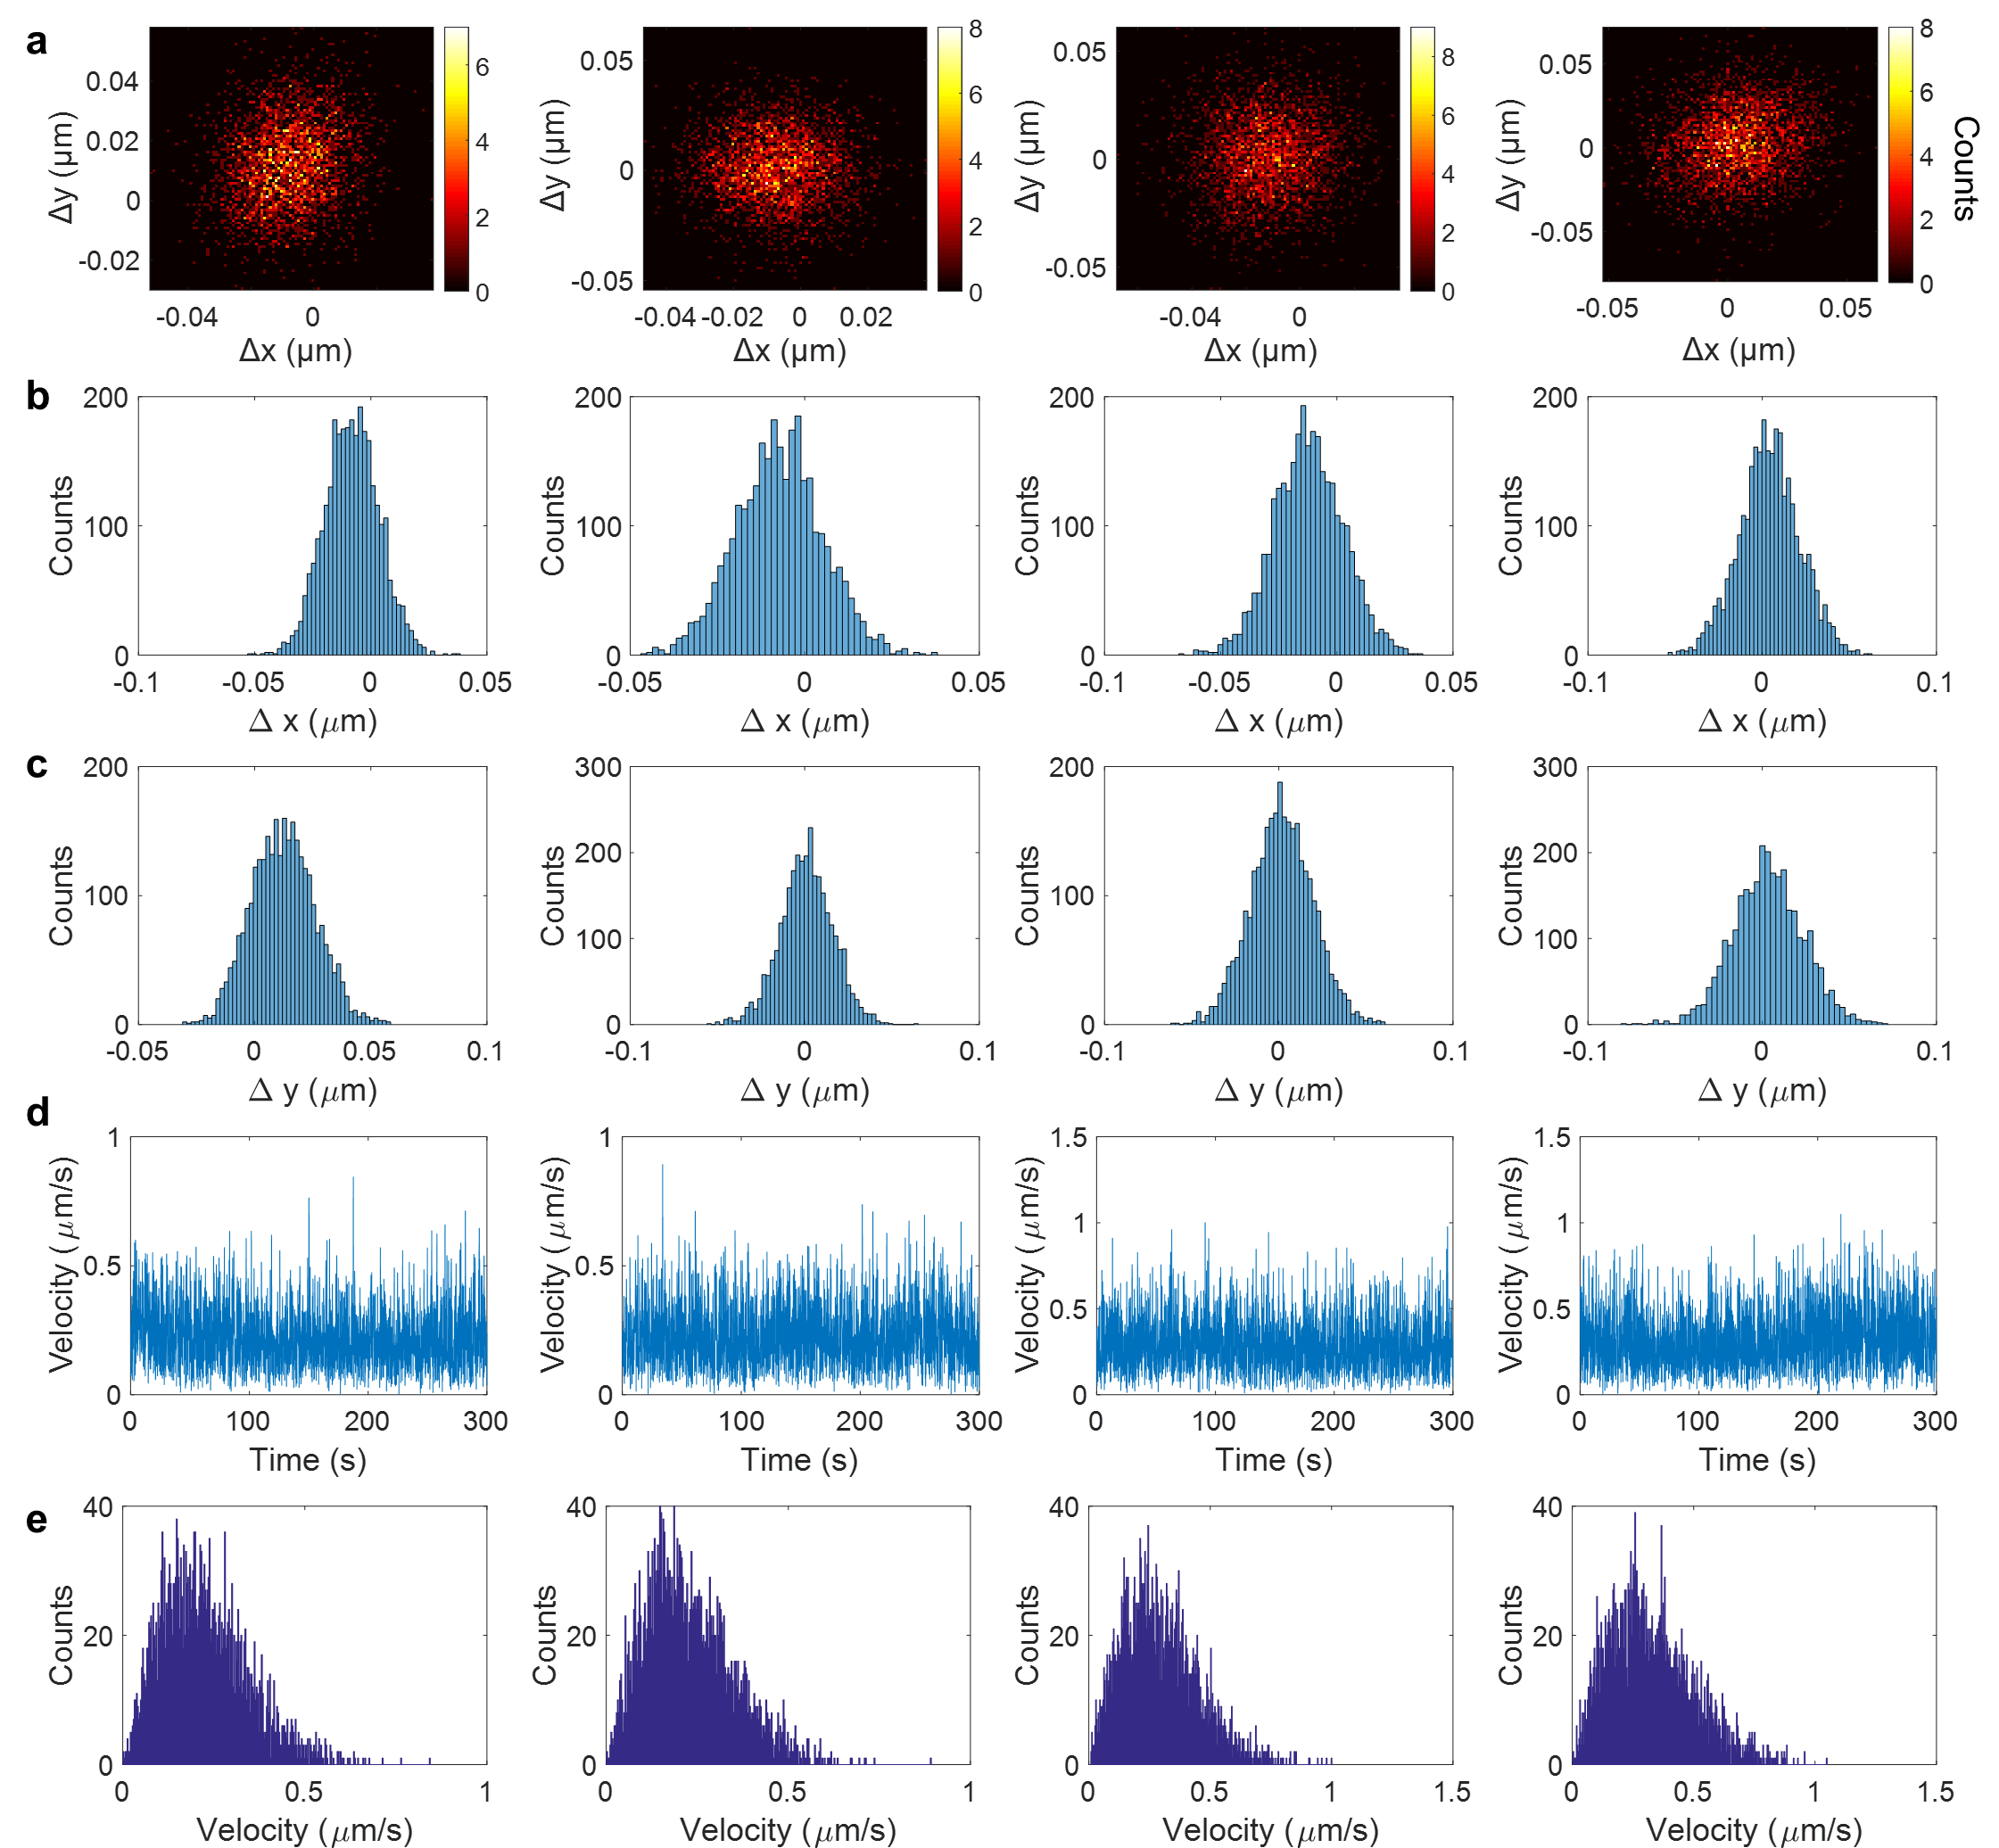 a
0.04
0.02
0
-0.02
Δy (µm)
-0.04 0
Δx (µm)
6
4
2
0
0.05
0
-0.05
Δy (µm)
-0.04 -0.02 0 0.02
Δx (µm)
8
6
4
2
0
0.05
0
-0.05
Δy (µm)
-0.04 0
Δx (µm)
8
6
4
2
0
0.05
0
-0.05
Δy (µm)
-0.05 0 0.05
Δx (µm)
8
6
4
2
0
Counts
b
200
100
0
Counts
-0.1 -0.05 0 0.05
Δ x (µm)
200
100
0
Counts
-0.05 0 0.05
Δ x (µm)
200
100
0
Counts
-0.1 -0.05 0 0.05
Δ x (µm)
200
100
0
Counts
-0.1 0 0.1
Δ x (µm)
c
200
100
0
Counts
-0.05 0 0.05 0.1
Δ y (µm)
300
200
100
0
Counts
-0.1 0 0.1
Δ y (µm)
200
100
0
Counts
-0.1 0 0.1
Δ y (µm)
300
200
100
0
Counts
-0.1 0 0.1
Δ y (µm)
d
1
0.5
0
Velocity (µm/s)
0 100 200 300
Time (s)
1
0.5
0
Velocity (µm/s)
0 100 200 300
Time (s)
1.5
1
0.5
0
Velocity (µm/s)
0 100 200 300
Time (s)
1.5
1
0.5
0
Velocity (µm/s)
0 100 200 300
Time (s)
e
40
20
0
Counts
0 0.5 1
Velocity (µm/s)
40
20
0
Counts
0 0.5 1
Velocity (µm/s)
40
20
0
Counts
0 0.5 1 1.5
Velocity (µm/s)
40
20
0
Counts
0 0.5 1 1.5
Velocity (µm/s)